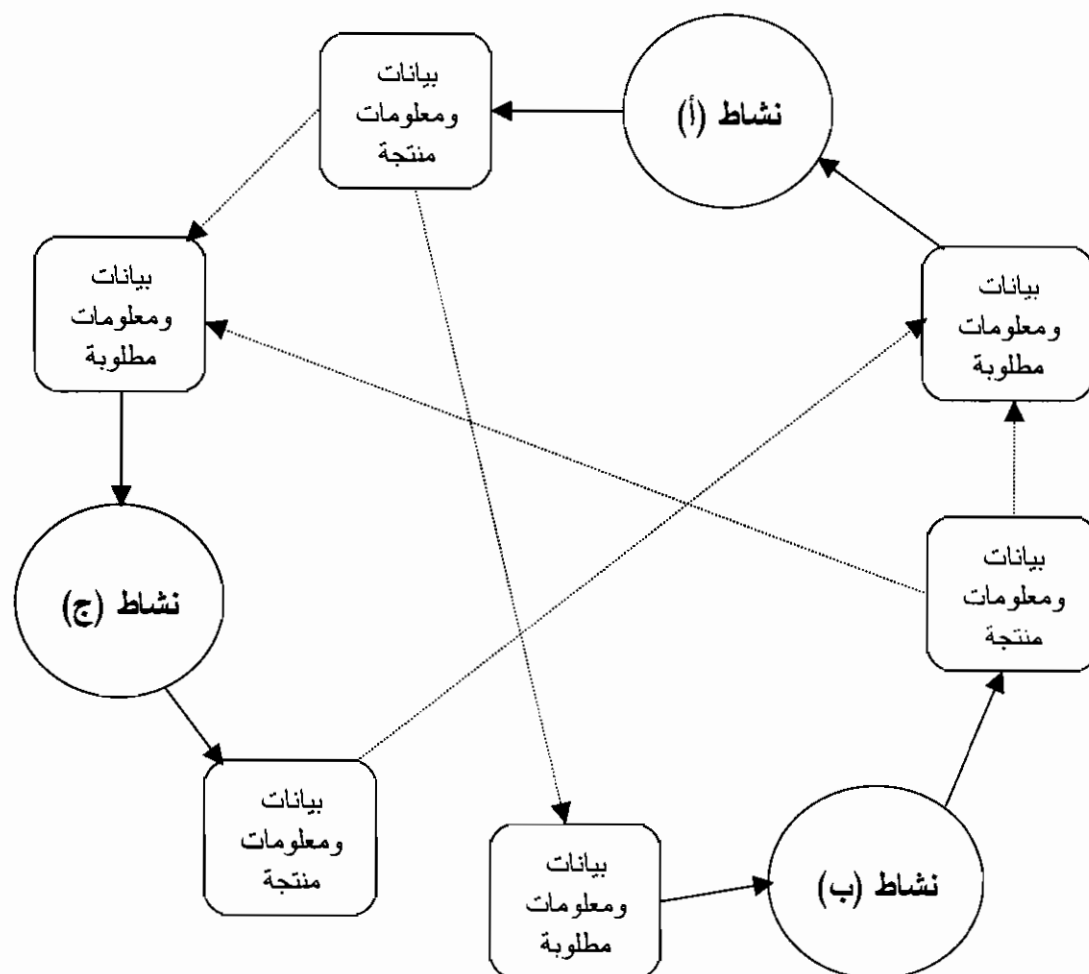 نشاط (أ)
بيانات
ومعلومات
منتجة
بيانات
ومعلومات
مطلوبة
بيانات
ومعلومات
مطلوبة
بيانات
ومعلومات
منتجة
نشاط (ج)
بيانات
ومعلومات
منتجة
بيانات
ومعلومات
مطلوبة
نشاط (ب)